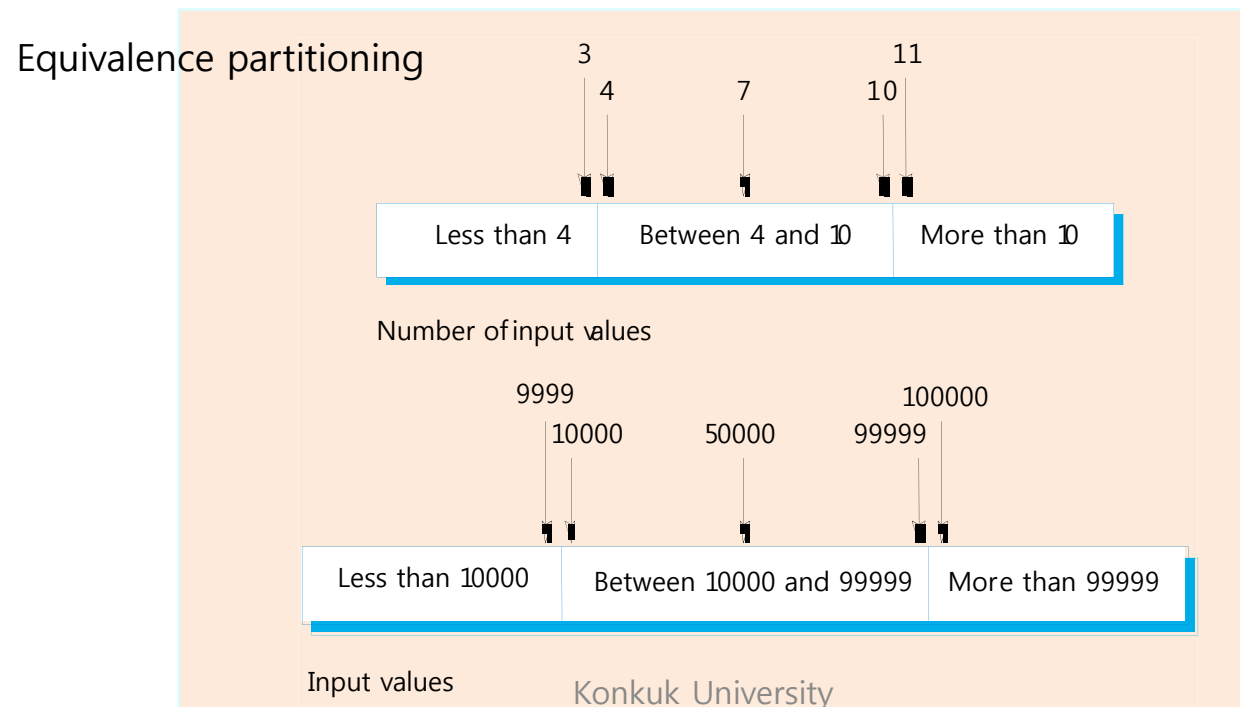 Equivalence partitioning
3
11
4
7
10
Less than 4
Between 4 and 10
More than 10
Number of input values
9999
100000
10000
50000
99999
Less than 10000
Between 10000 and 99999
More than 99999
Input values
Konkuk University